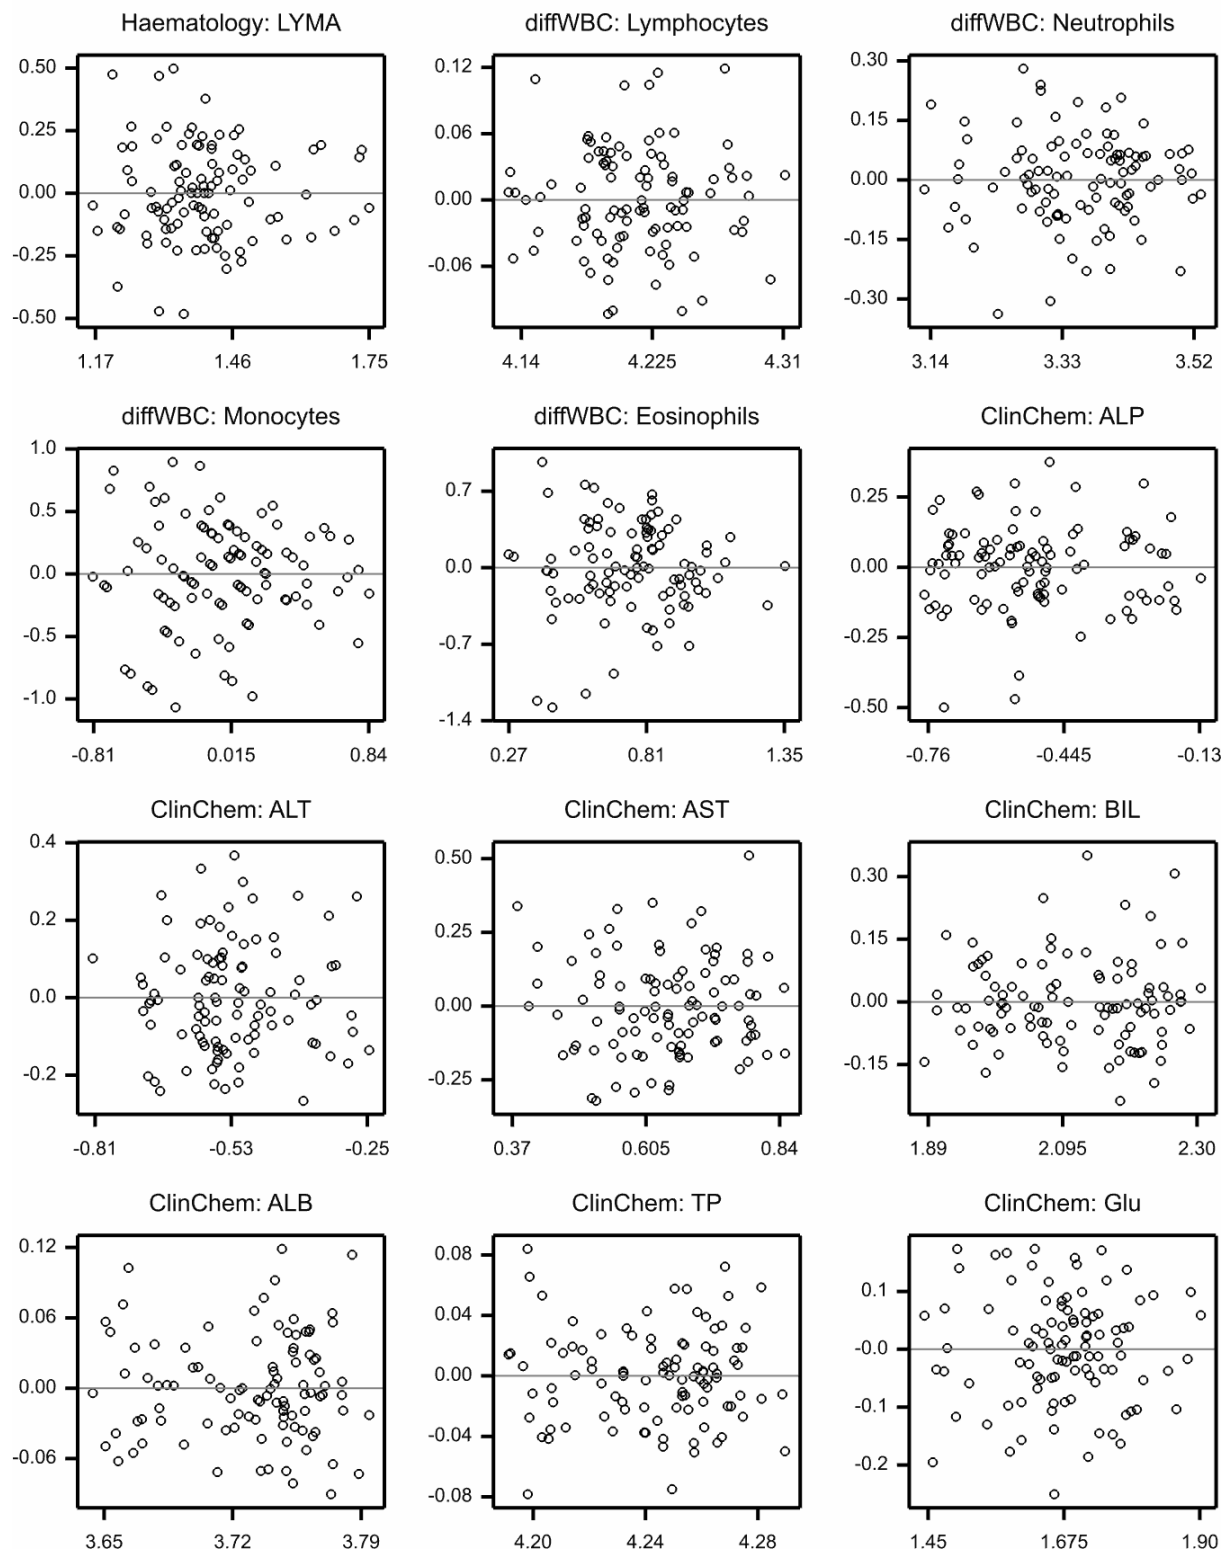 Haematology: LYMA diffWBC: Lymphocytes diffWBC: Neutrophils
0.50 0.12 0.30
0.25 0.06 0.15
0.00 0.00 0.00
-0.25 -0.06 -0.15
-0.50 -0.30
1.17 1.46 1.75 4.14 4.225 4.31 3.14 3.33 3.52
diffWBC: Monocytes diffWBC: Eosinophils ClinChem: ALP
1.0 0.7 0.25
0.5 0.0 0.00
0.0 -0.7 -0.25
-0.5 -1.4 -0.50
-1.0
-0.81 0.015 0.84 0.27 0.81 1.35 -0.76 -0.445 -0.13
ClinChem: ALT ClinChem: AST ClinChem: BIL
0.4 0.50 0.30
0.2 0.25 0.15
0.0 0.00 0.00
-0.2 -0.25 -0.15
-0.81 -0.53 -0.25 0.37 0.605 0.84 1.89 2.095 2.30
ClinChem: ALB ClinChem: TP ClinChem: Glu
0.12 0.08 0.1
0.06 0.04 -0.0
0.00 0.00 -0.1
-0.06 -0.04 -0.2
-0.08
3.65 3.72 3.79 4.20 4.24 4.28 1.45 1.675 1.90